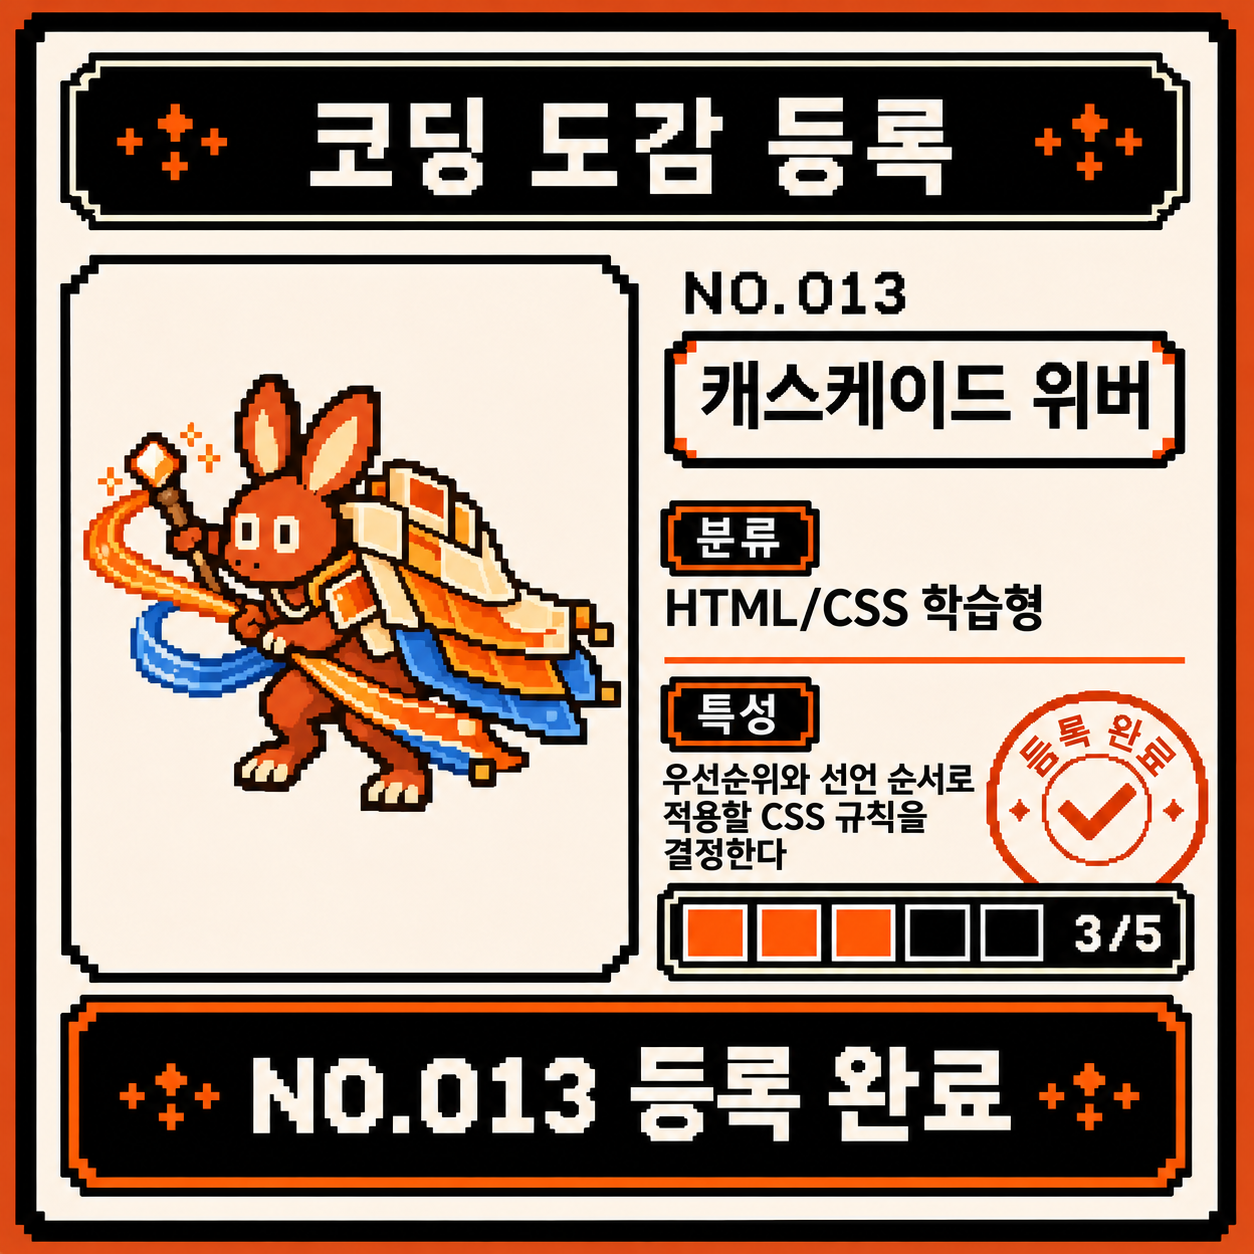 코딩 도감 등록
NO.013
캐스케이드 위버
분류
HTML/CSS 학습형
특성
우선순위와 선언 순서로
적용할 CSS 규칙을
결정한다
등록 완료
3/5
NO.013 등록 완료